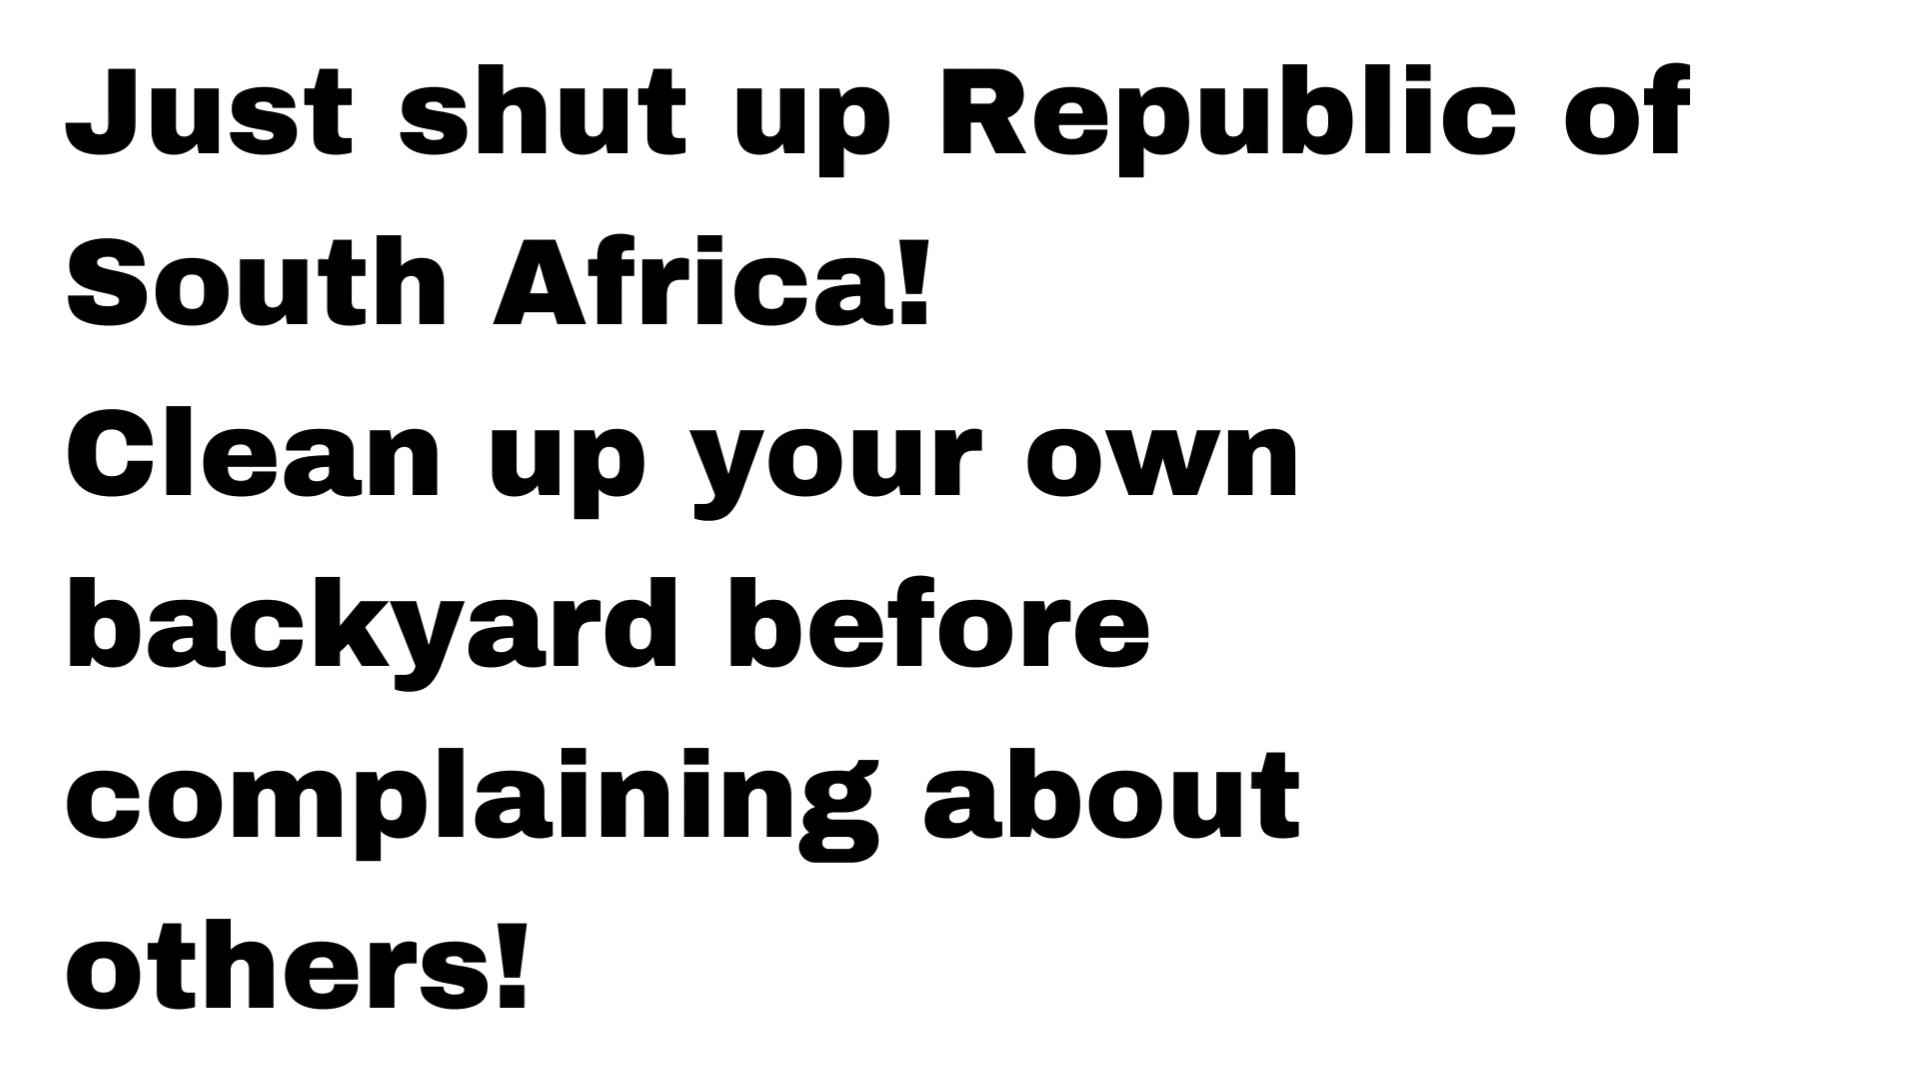 Just shut up Republic of
South Africa!
Clean up your own
backyard before
complaining about
others!